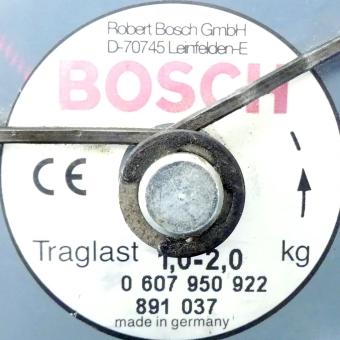 Robert Bosch GmbH
D-70745 Leinfelden-E
BOSCH
CE
Traglast 1,0-2,0 kg
0 607 950 922
891 037
made in germany